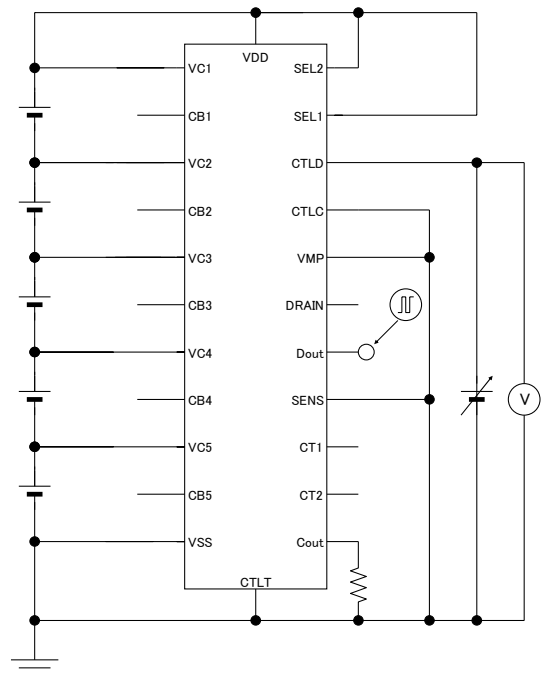 VDD
VC1
SEL2
CB1
SEL1
VC2
CTLD
CB2
CTLC
VC3
VMP
CB3
DRAIN
VC4
Dout
CB4
SENS
V
VC5
CT1
CB5
CT2
VSS
Cout
CTLT